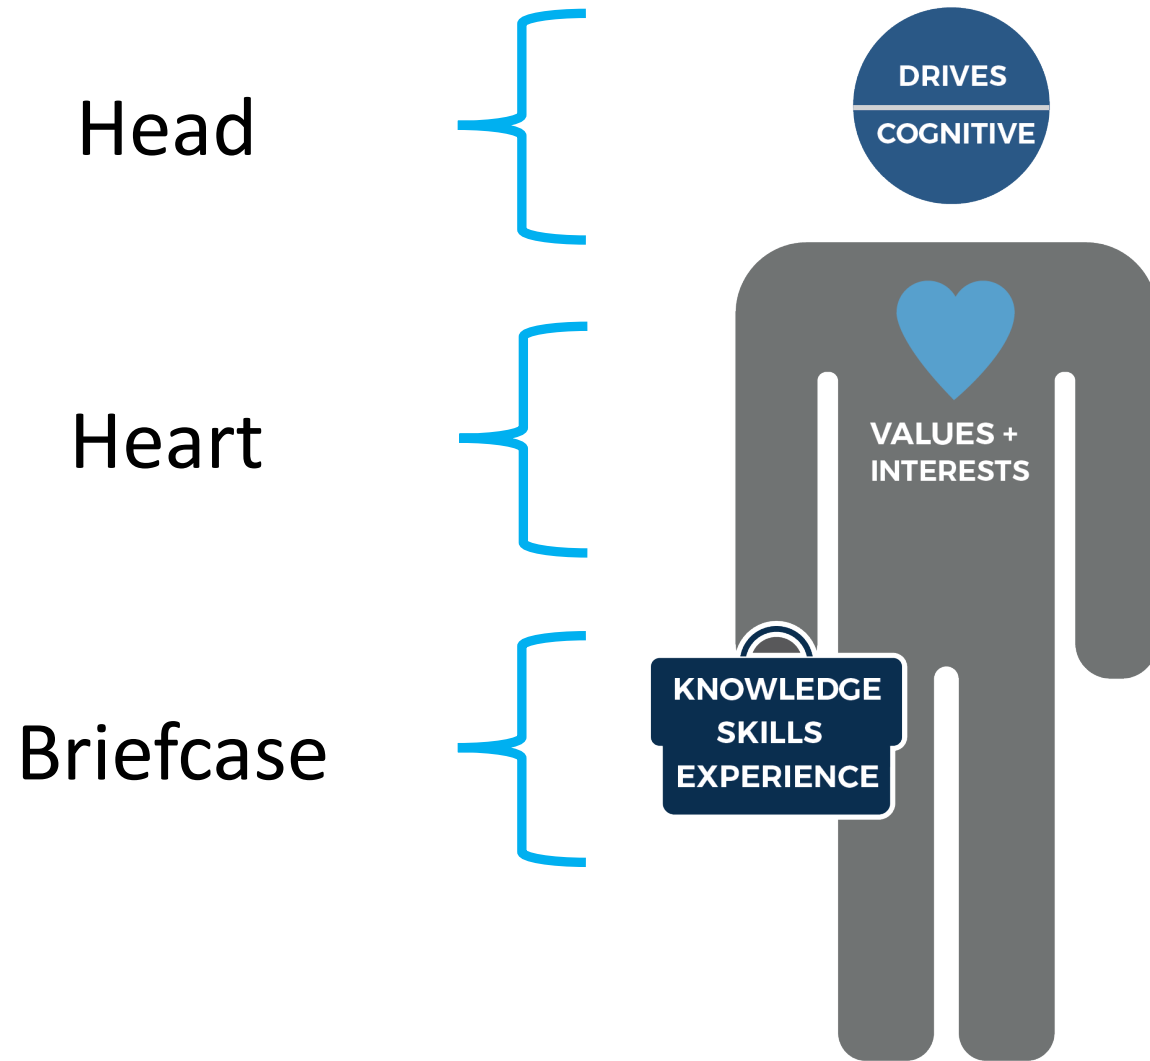 Head
DRIVES
COGNITIVE
Heart
VALUES +
INTERESTS
Briefcase
KNOWLEDGE
SKILLS
EXPERIENCE